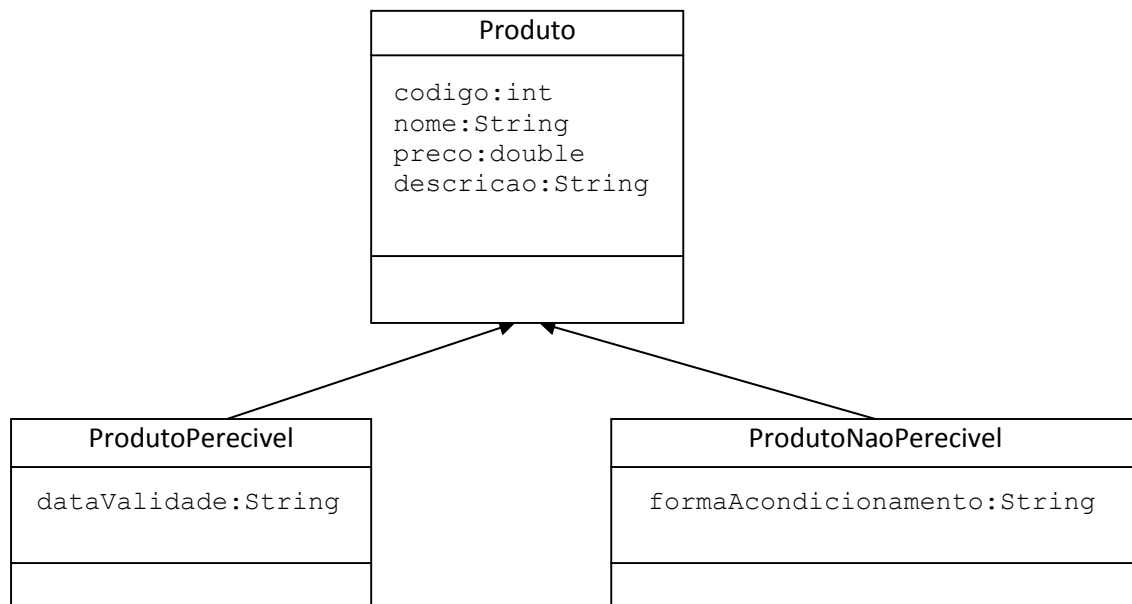 Produto
codigo:int
nome:String
preco:double
descricao:String
ProdutoPerecivel
dataValidade:String
ProdutoNaoPerecivel
formaAcondicionamento:String